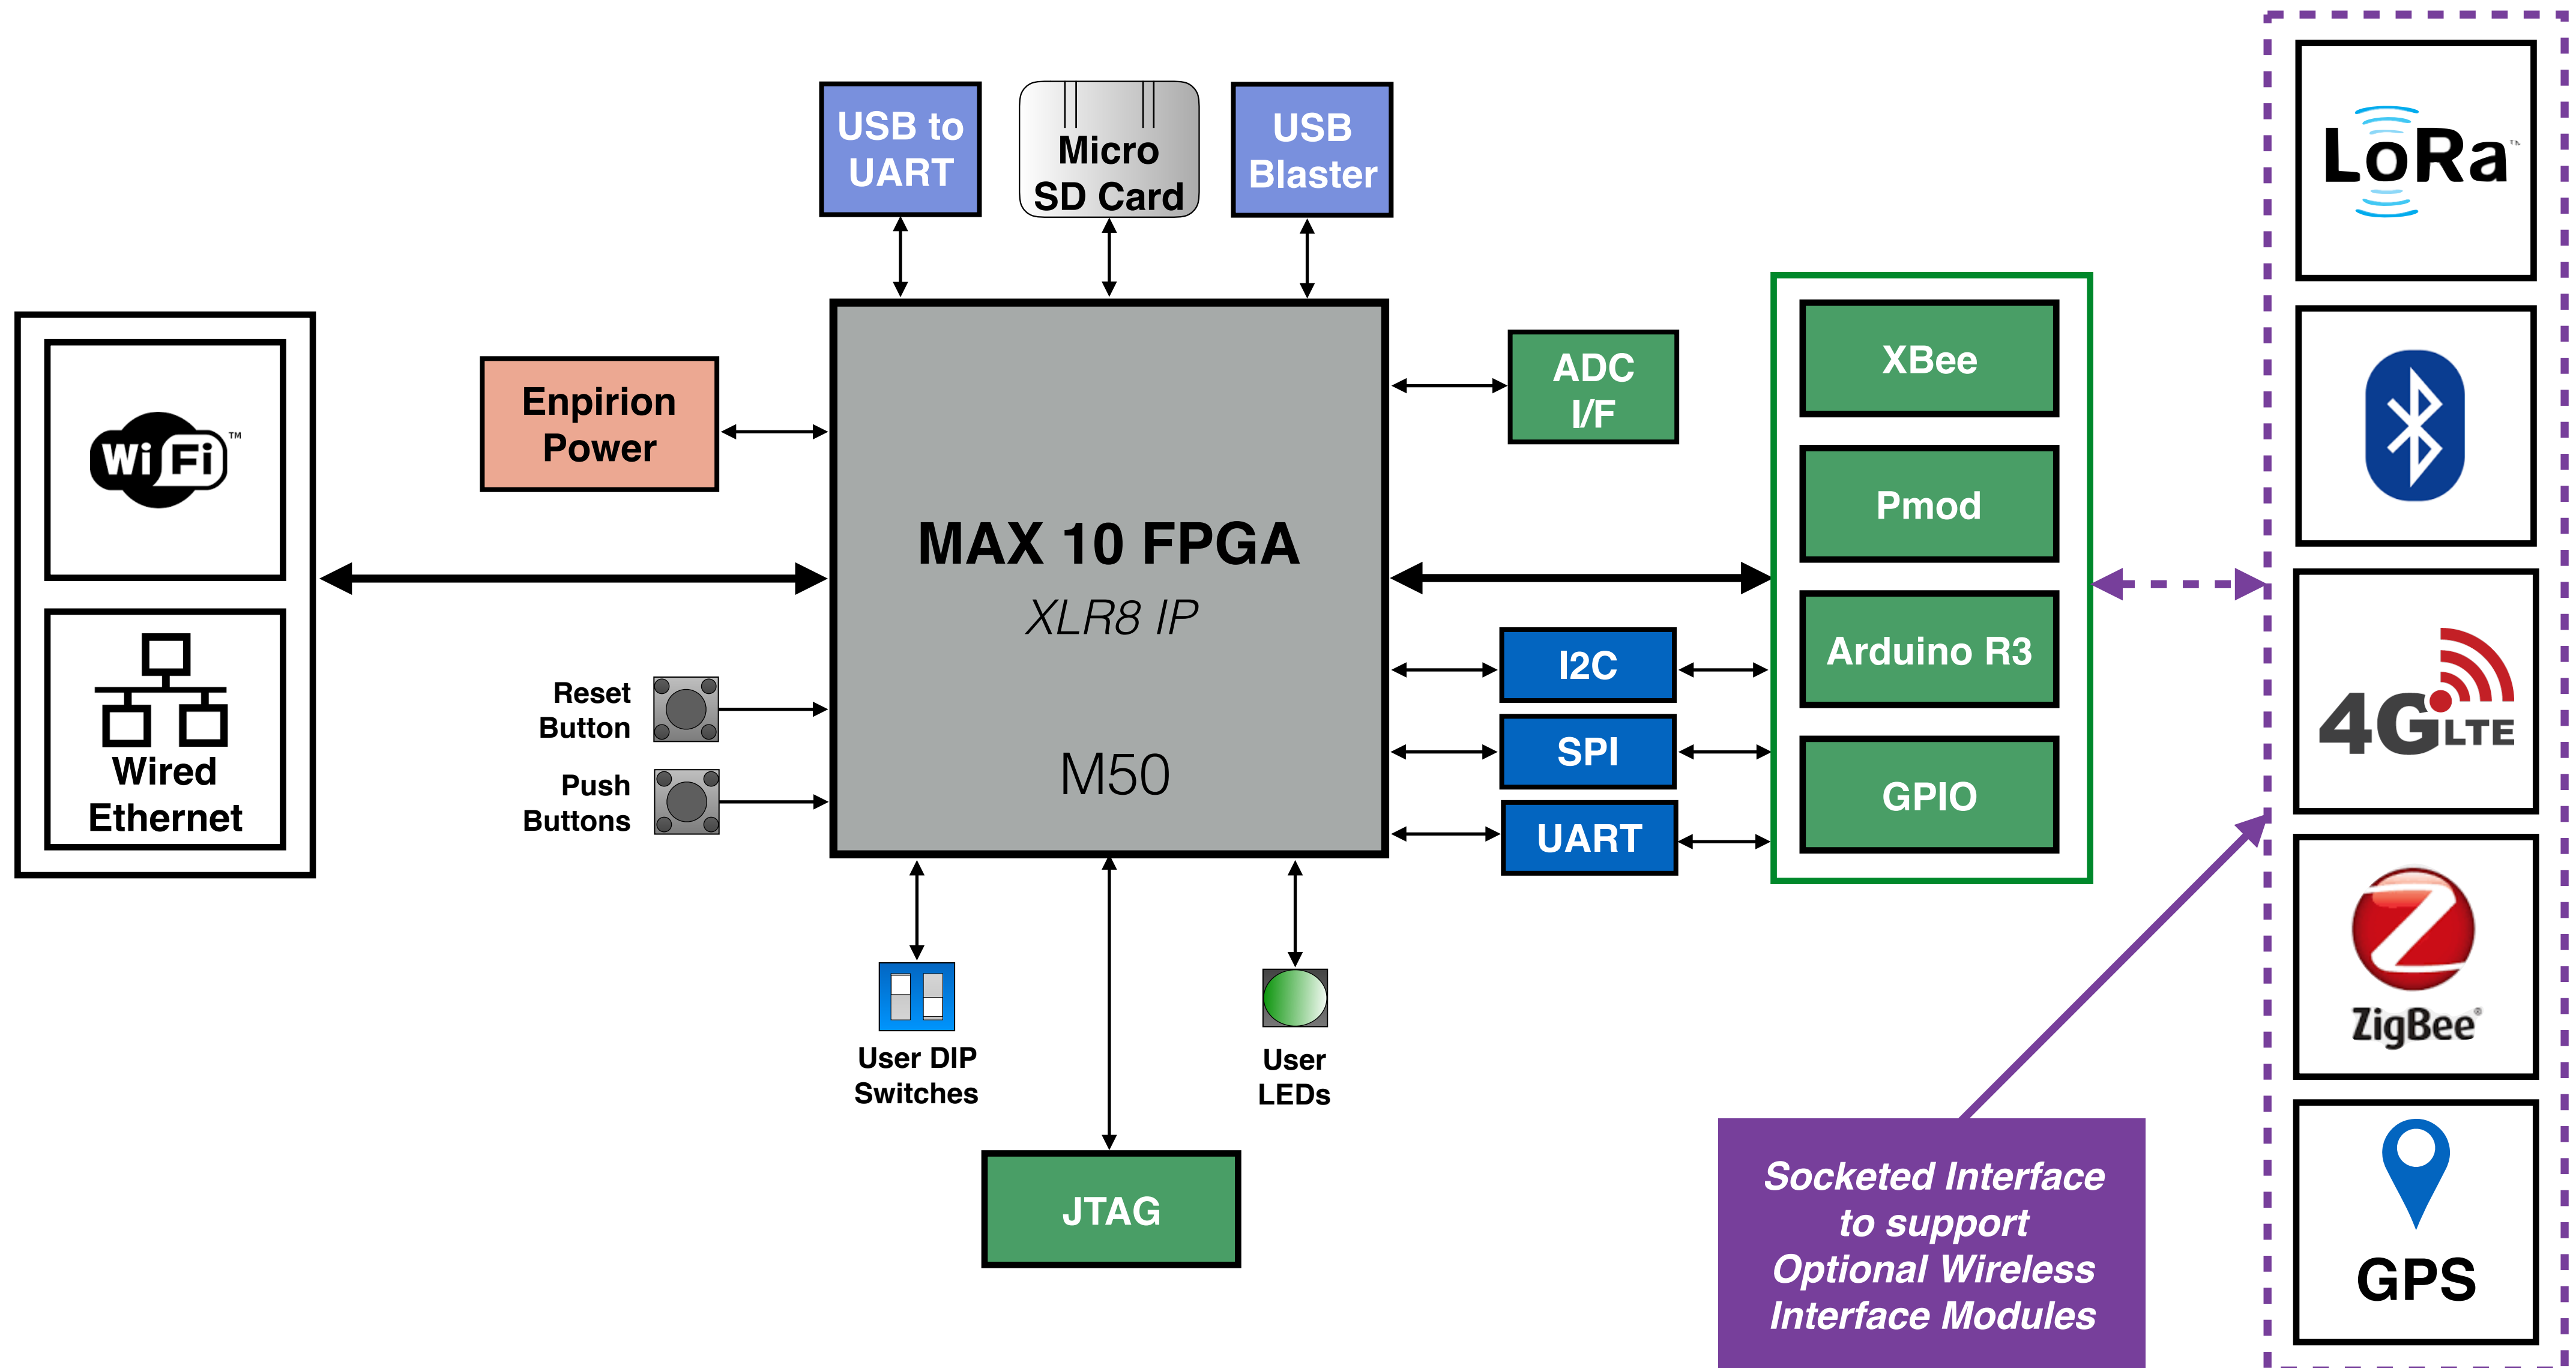 USB to
UART
Micro
SD Card
USB
Blaster
LoRa™
WiFi™
Wired
Ethernet
Enpirion
Power
Reset
Button
Push
Buttons
MAX 10 FPGA
XLR8 IP
M50
ADC
I/F
I2C
SPI
UART
XBee
Pmod
Arduino R3
GPIO
4G LTE
ZigBee®
GPS
User DIP
Switches
User
LEDs
JTAG
Socketed Interface
to support
Optional Wireless
Interface Modules